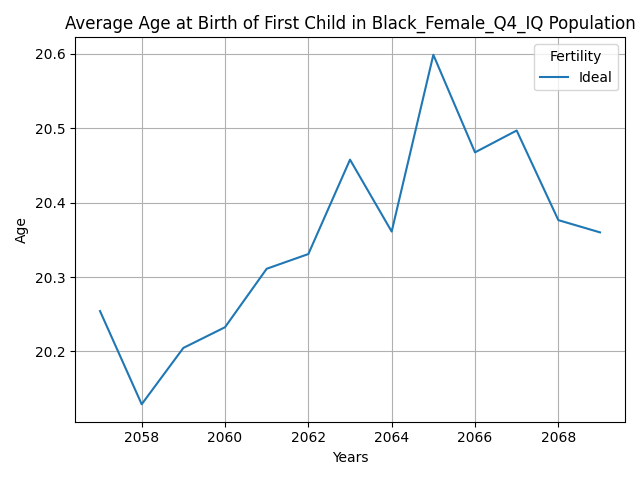 Average Age at Birth of First Child in Black_Female_Q4_IQ Population
Fertility
Ideal
Age
20.6
20.5
20.4
20.3
20.2
2058 2060 2062 2064 2066 2068
Years